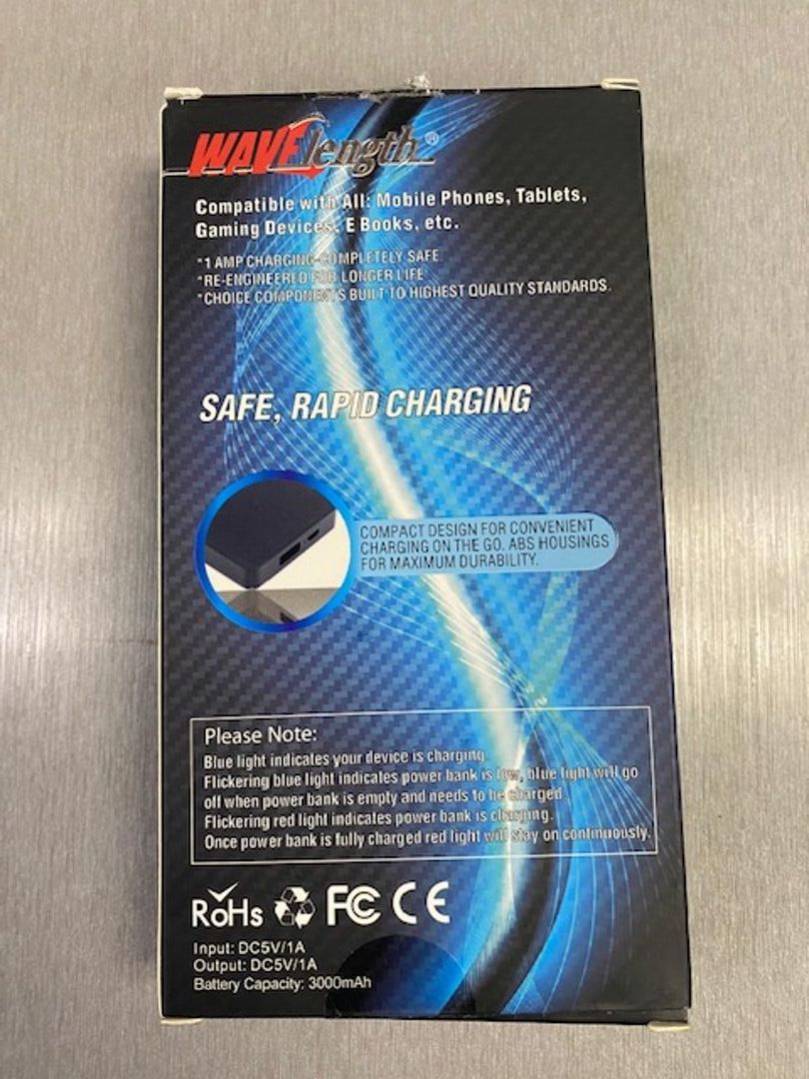 WAVElength®
Compatible with All: Mobile Phones, Tablets,
Gaming Devices, E Books, etc.
*1 AMP CHARGING-COMPLETELY SAFE
*RE-ENGINEERED FOR LONGER LIFE
*CHOICE COMPONENTS BUILT TO HIGHEST QUALITY STANDARDS.
SAFE, RAPID CHARGING
COMPACT DESIGN FOR CONVENIENT
CHARGING ON THE GO. ABS HOUSINGS
FOR MAXIMUM DURABILITY.
Please Note:
Blue light indicates your device is charging
Flickering blue light indicates power bank is low, blue light will go
off when power bank is empty and needs to be charged.
Flickering red light indicates power bank is charging.
Once power bank is fully charged red light will stay on continuously.
RoHs FC CE
Input: DC5V/1A
Output: DC5V/1A
Battery Capacity: 3000mAh